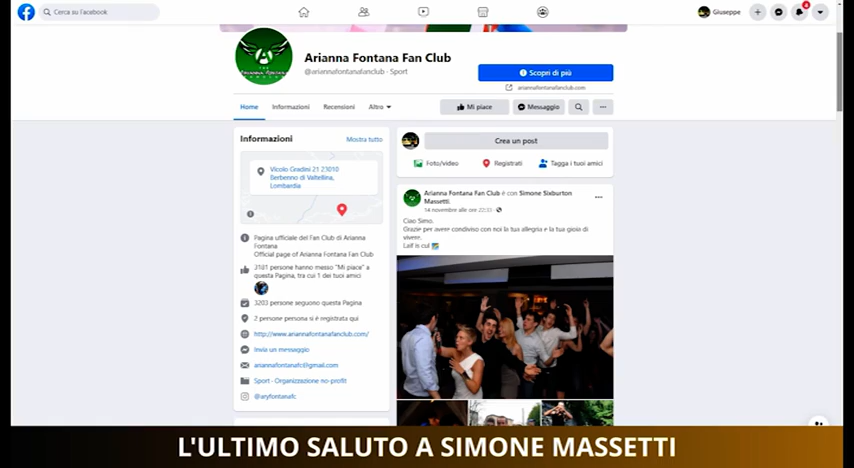 Cerca su Facebook
Giuseppe
Arianna Fontana Fan Club
@ariannafontanafanclub · Sport
Scopri di più
ariannafontanafanclub.com
Home Informazioni Recensioni Altro
Mi piace Messaggio
Informazioni Mostra tutto
Vicolo Gradini 21 23010
Berbenno di Valtellina,
Lombardia
Pagina ufficiale del Fan Club di Arianna
Fontana
Official page of Arianna Fontana Fan Club
3181 persone hanno messo "Mi piace" a
questa Pagina, tra cui 1 dei tuoi amici
3203 persone seguono questa Pagina
2 persone persona si è registrata qui
http://www.ariannafontanafanclub.com/
Invia un messaggio
ariannafontanafc@gmail.com
Sport · Organizzazione no-profit
@aryfontanafc
Crea un post
Foto/video Registrati Tagga i tuoi amici
Arianna Fontana Fan Club è con Simone Sixburton
Massetti.
14 novembre alle ore 22:33
Ciao Simo,
Grazie per avere condiviso con noi la tua allegria e la tua gioia di
vivere.
Laif is cul
L'ULTIMO SALUTO A SIMONE MASSETTI